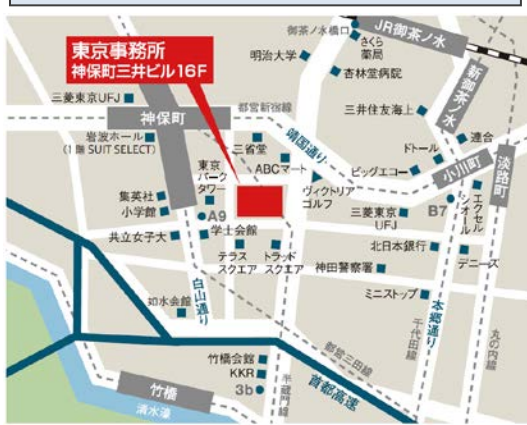 東京事務所
神保町三井ビル16F
御茶ノ水橋口
さくら
薬局
JR御茶ノ水
明治大学
杏林堂病院
新御茶ノ水
三菱東京UFJ
都営新宿線
神保町
三井住友海上
岩波ホール
(1階 SUIT SELECT)
三省堂
靖国通り
ドトール
連合
小川町
淡路町
東京
パーク
タワー
ABCマート
ビッグエコー
集英社
小学館
A9
ヴィクトリア
ゴルフ
三菱東京
UFJ
B7
エクセル
シオール
共立女子大
学士会館
テラス
スクエア
トラッド
スクエア
神田警察署
北日本銀行
デニーズ
白山通り
如水会館
ミニストップ
本郷通り
千代田線
丸の内線
都営三田線
竹橋会館
KKR
3b
半蔵門線
首都高速
竹橋
清水濠